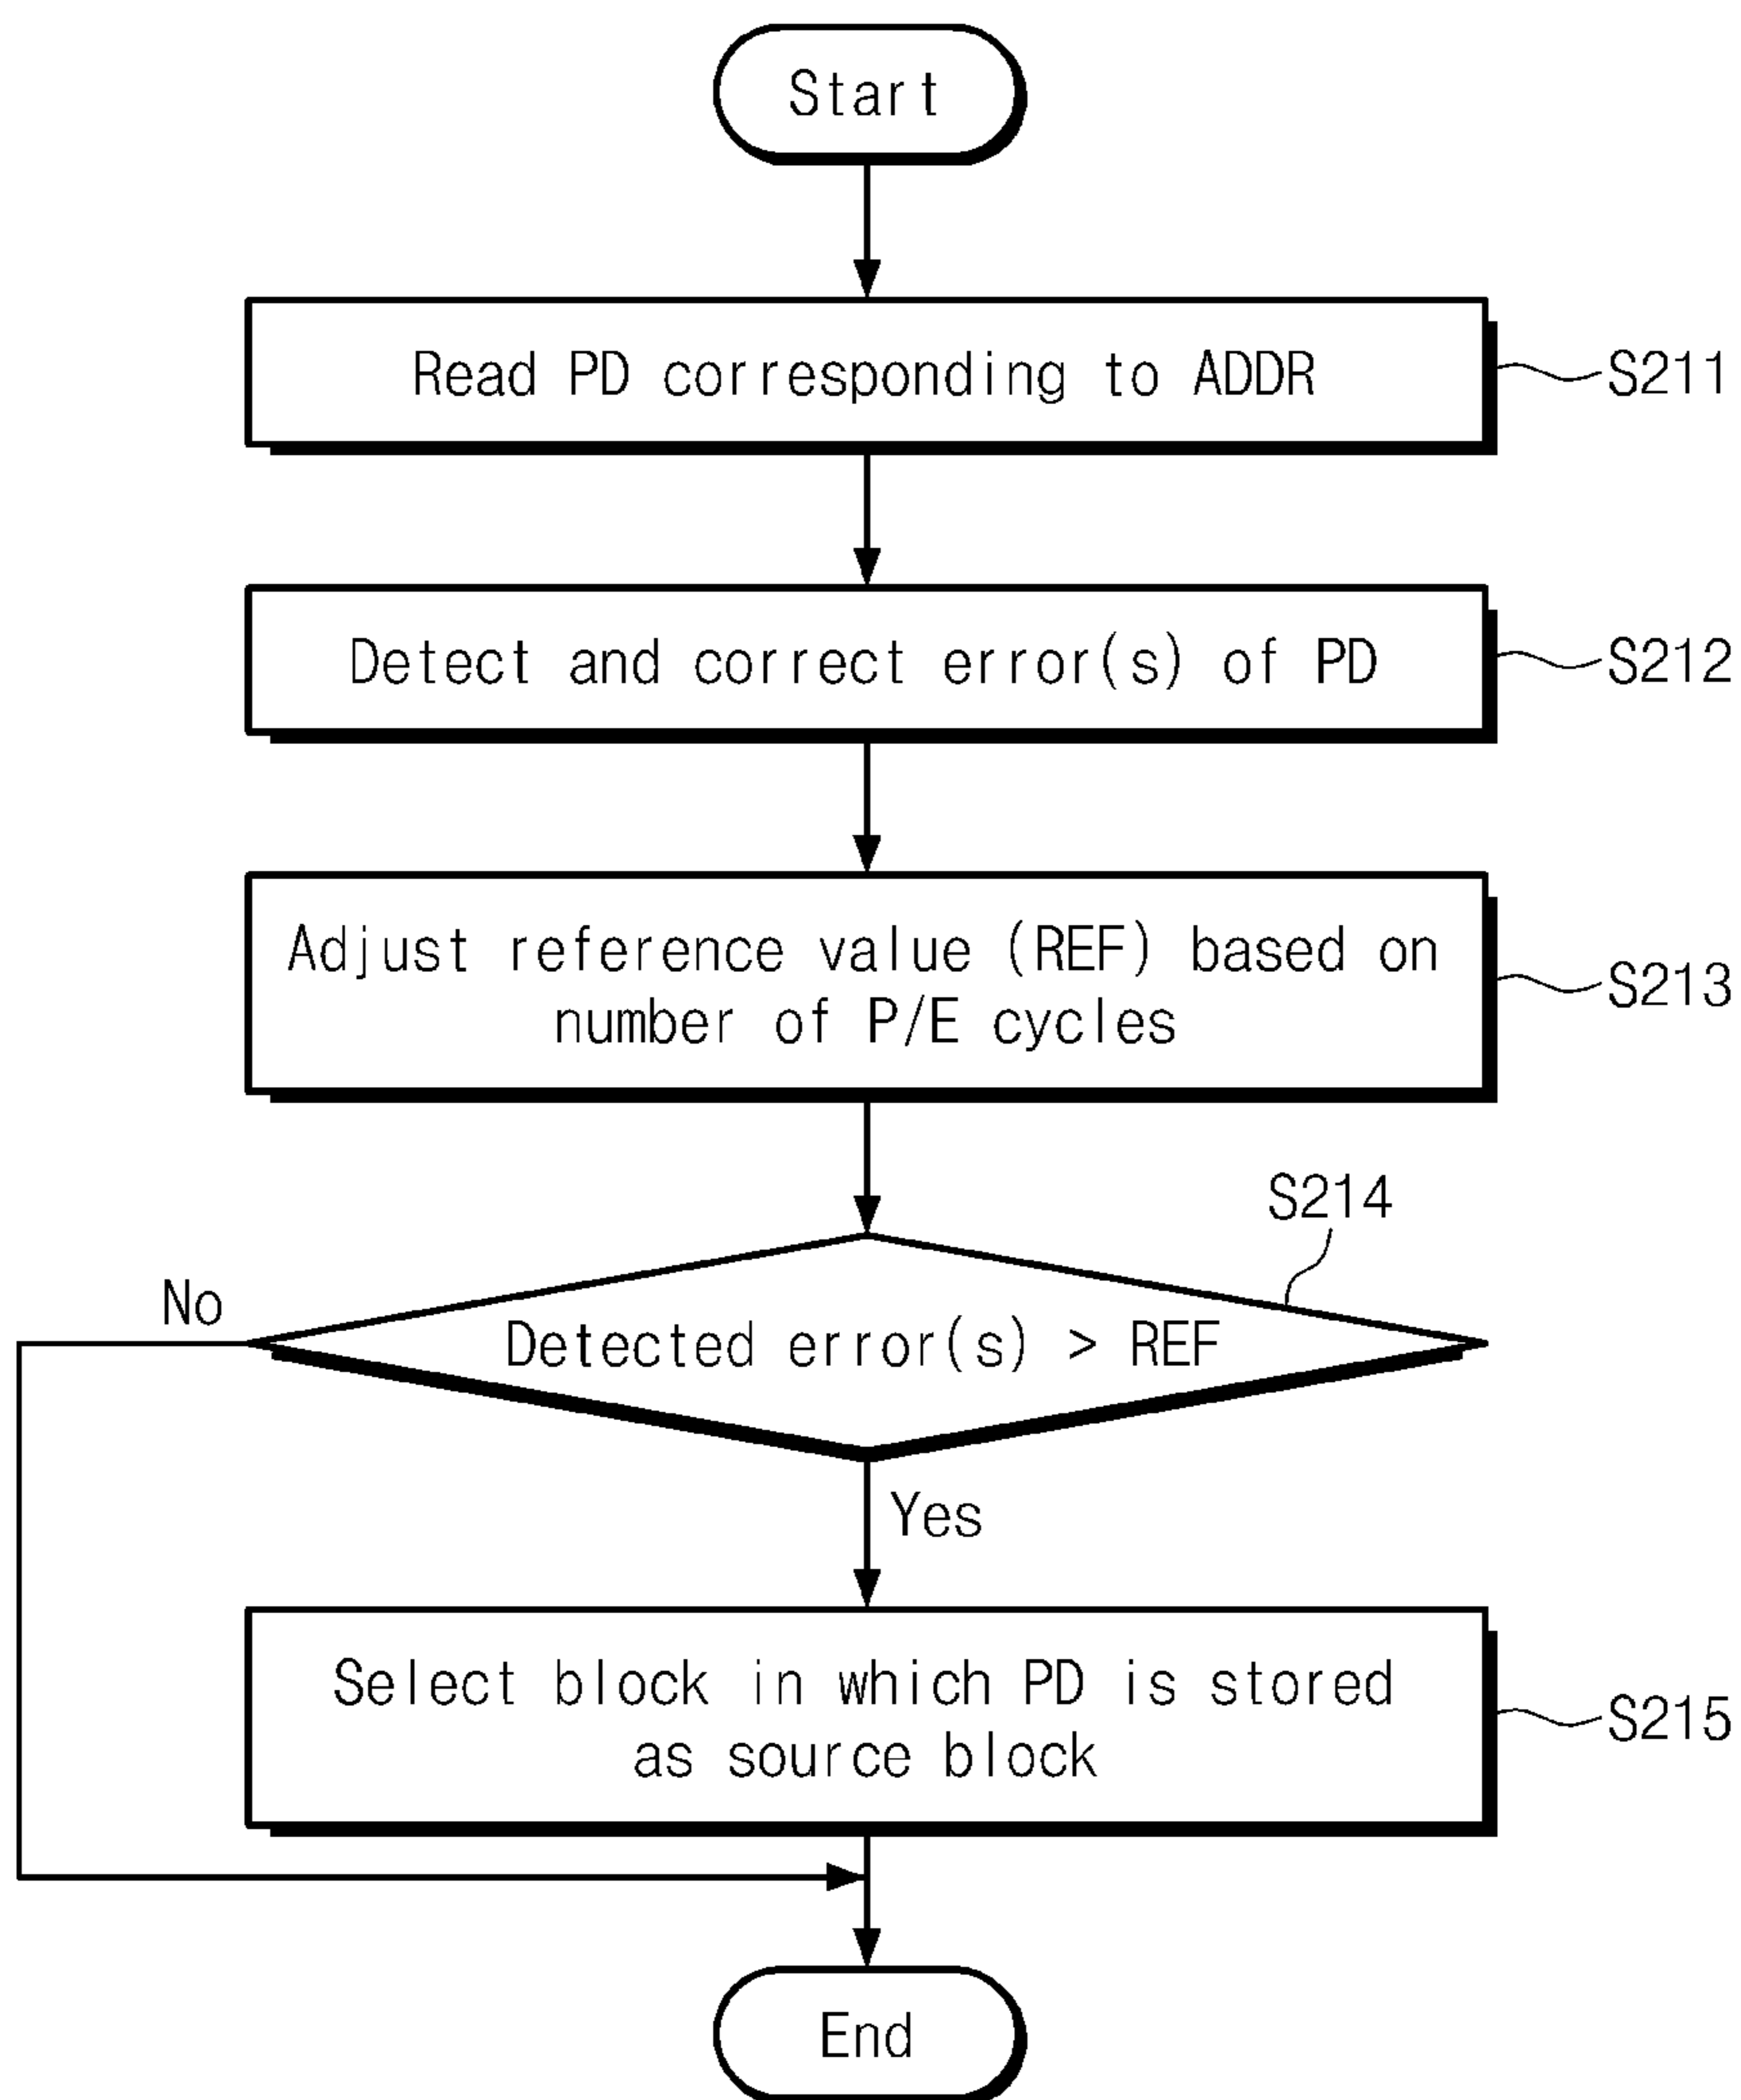 Start
Read PD corresponding to ADDR
S211
Detect and correct error(s) of PD
S212
Adjust reference value (REF) based on
number of P/E cycles
S213
S214
No
Detected error(s) > REF
Yes
Select block in which PD is stored
as source block
S215
End